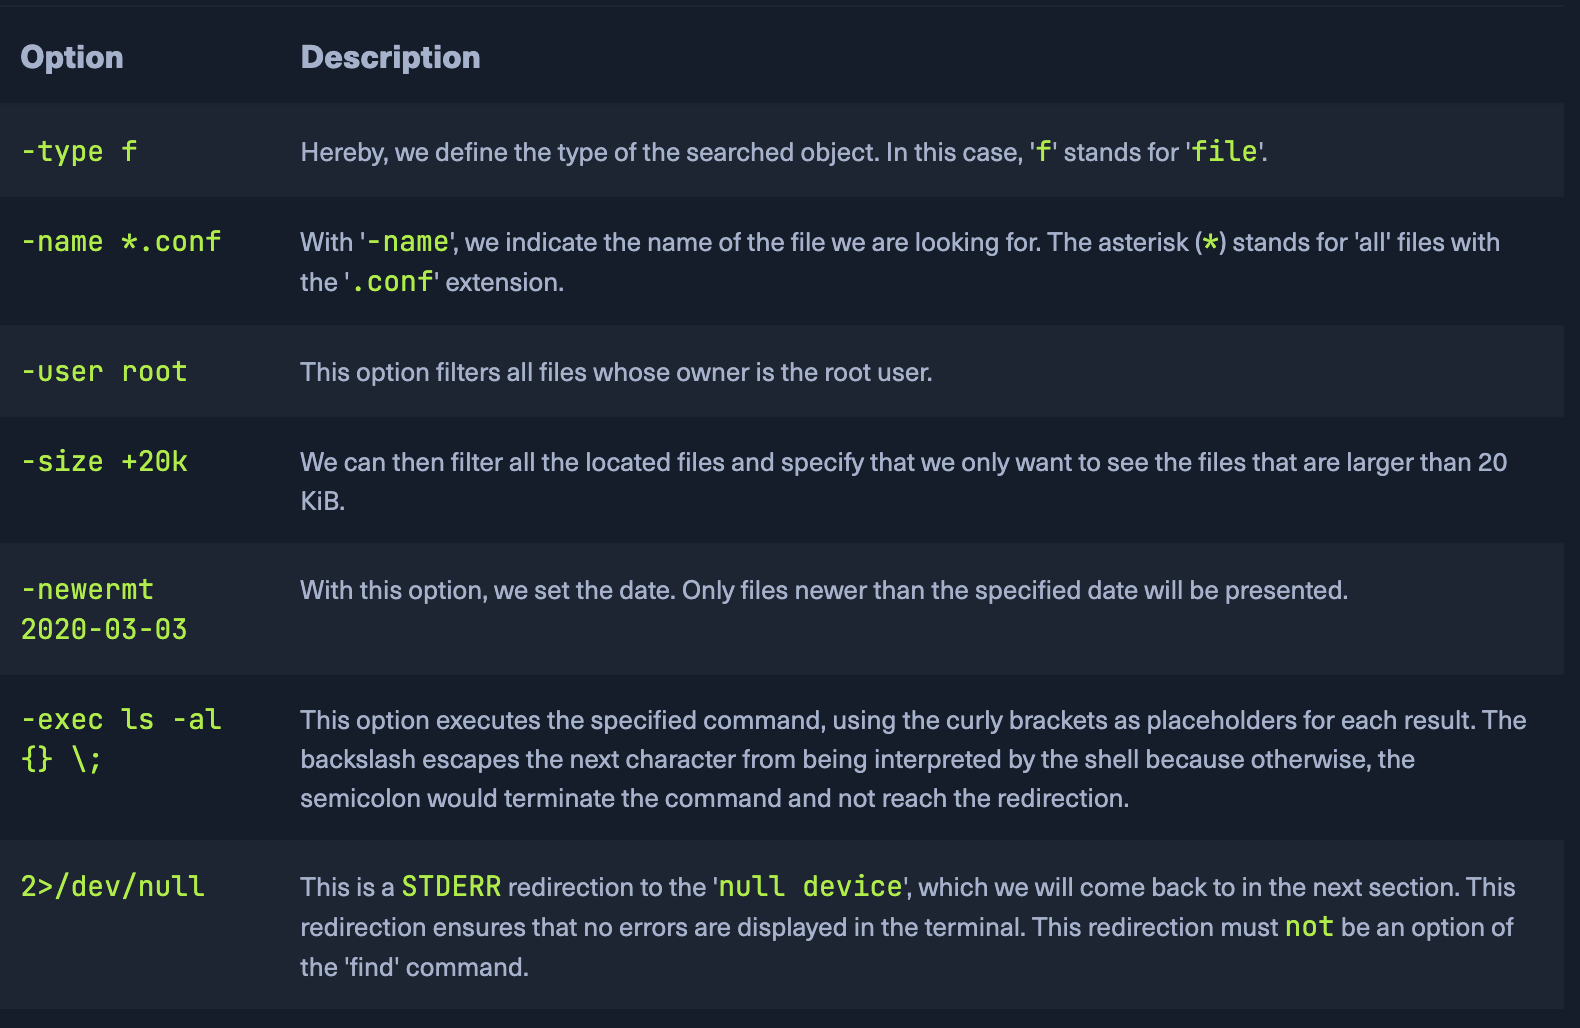 Option Description
-type f Hereby, we define the type of the searched object. In this case, 'f' stands for 'file'.
-name *.conf With '-name', we indicate the name of the file we are looking for. The asterisk (*) stands for 'all' files with
the '.conf' extension.
-user root This option filters all files whose owner is the root user.
-size +20k We can then filter all the located files and specify that we only want to see the files that are larger than 20
KiB.
-newermt With this option, we set the date. Only files newer than the specified date will be presented.
2020-03-03
-exec ls -al This option executes the specified command, using the curly brackets as placeholders for each result. The
{} \; backslash escapes the next character from being interpreted by the shell because otherwise, the
semicolon would terminate the command and not reach the redirection.
2>/dev/null This is a STDERR redirection to the 'null device', which we will come back to in the next section. This
redirection ensures that no errors are displayed in the terminal. This redirection must not be an option of
the 'find' command.